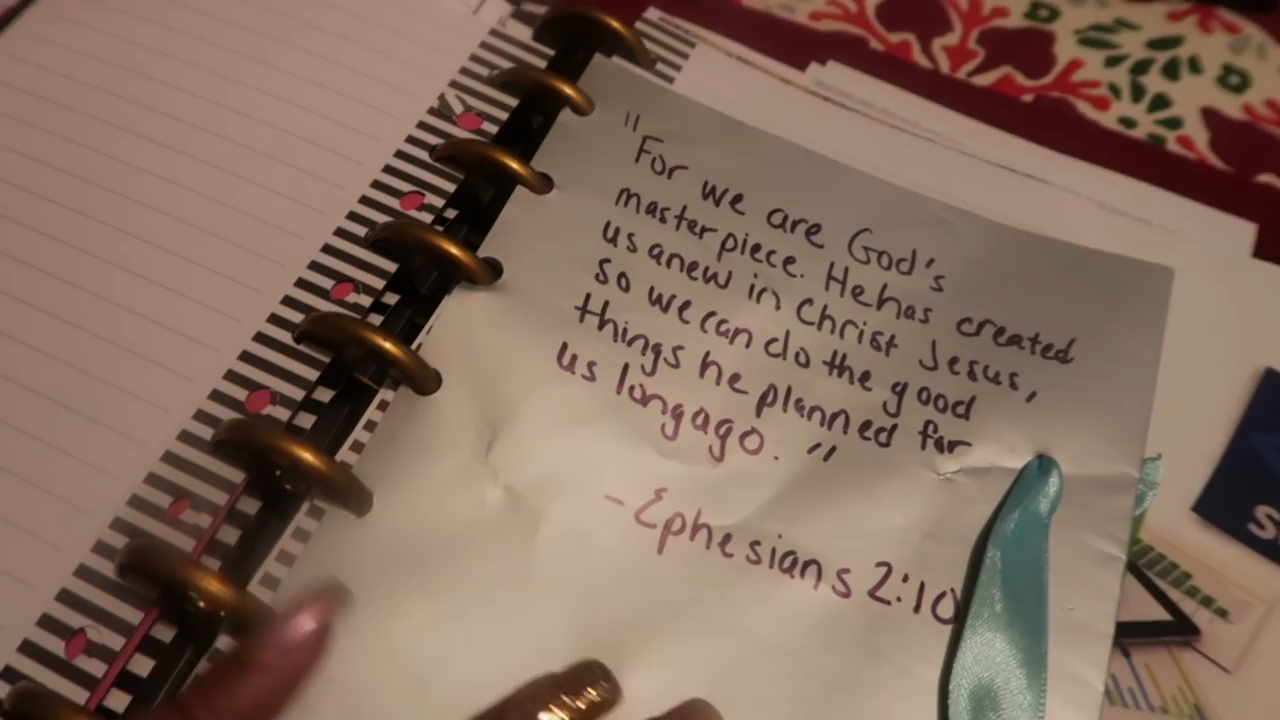 "For we are God's
masterpiece. He has created
us anew in Christ Jesus,
so we can do the good
things he planned for
us long ago."
- Ephesians 2:10
S